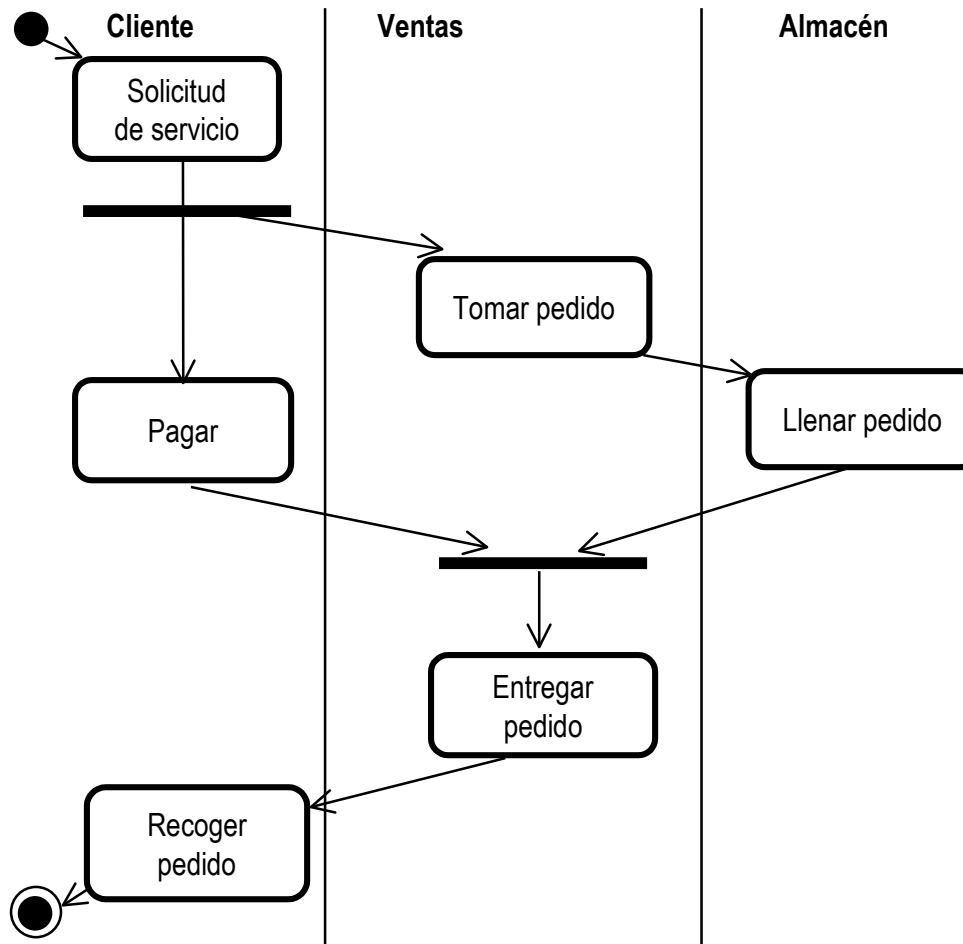 Cliente
Ventas
Almacén
Solicitud
de servicio
Tomar pedido
Pagar
Llenar pedido
Entregar
pedido
Recoger
pedido